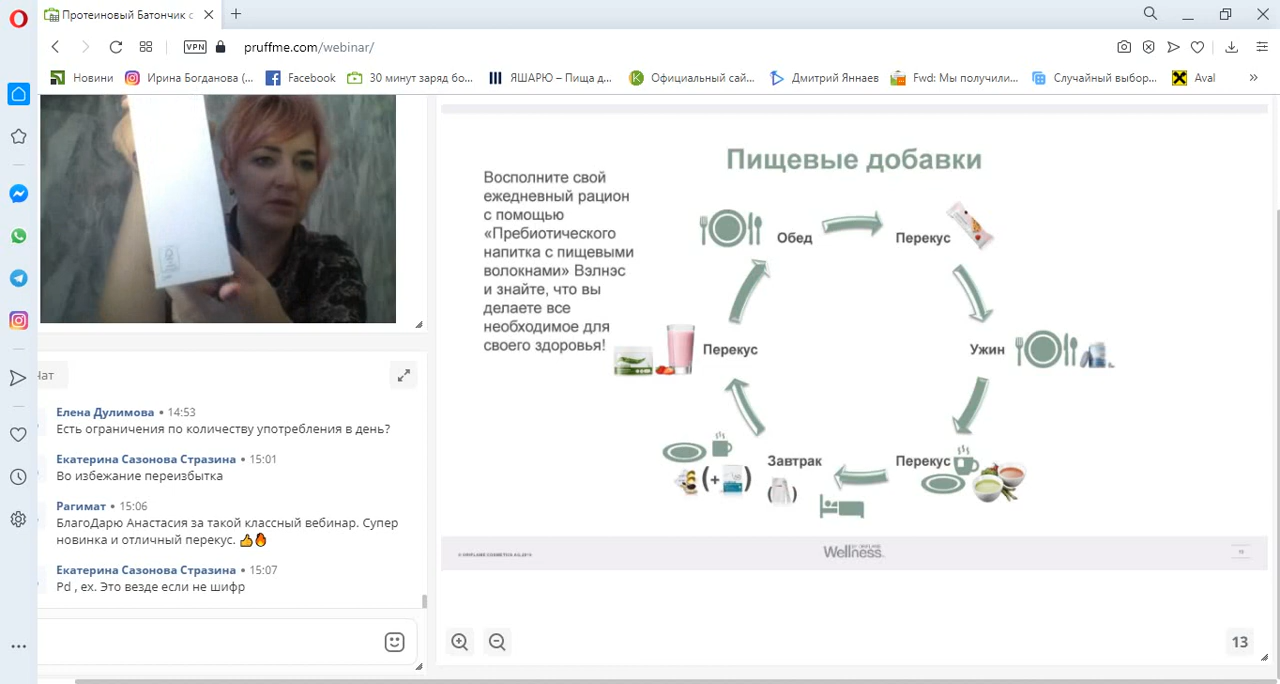 Протеиновый Батончик с
VPN
pruffme.com/webinar/
Новини
Ирина Богданова (...
Facebook
30 минут заряд бо...
ЯШАРЮ – Пища д...
Официальный сай...
Дмитрий Яннаев
Fwd: Мы получили...
Случайный выбор...
Aval
Чат
Елена Дулимова • 14:53
Есть ограничения по количеству употребления в день?
Екатерина Сазонова Стразина • 15:01
Во избежание переизбытка
Рагимат • 15:06
БлагоДарю Анастасия за такой классный вебинар. Супер
новинка и отличный перекус. 👍🔥
Екатерина Сазонова Стразина • 15:07
Pd , ex. Это везде если не шифр
Пищевые добавки
Восполните свой
ежедневный рацион
с помощью
«Пребиотического
напитка с пищевыми
волокнами» Вэлнэс
и знайте, что вы
делаете все
необходимое для
своего здоровья!
Обед
Перекус
Перекус
Ужин
Завтрак
Перекус
(+ )
( )
Wellness
13